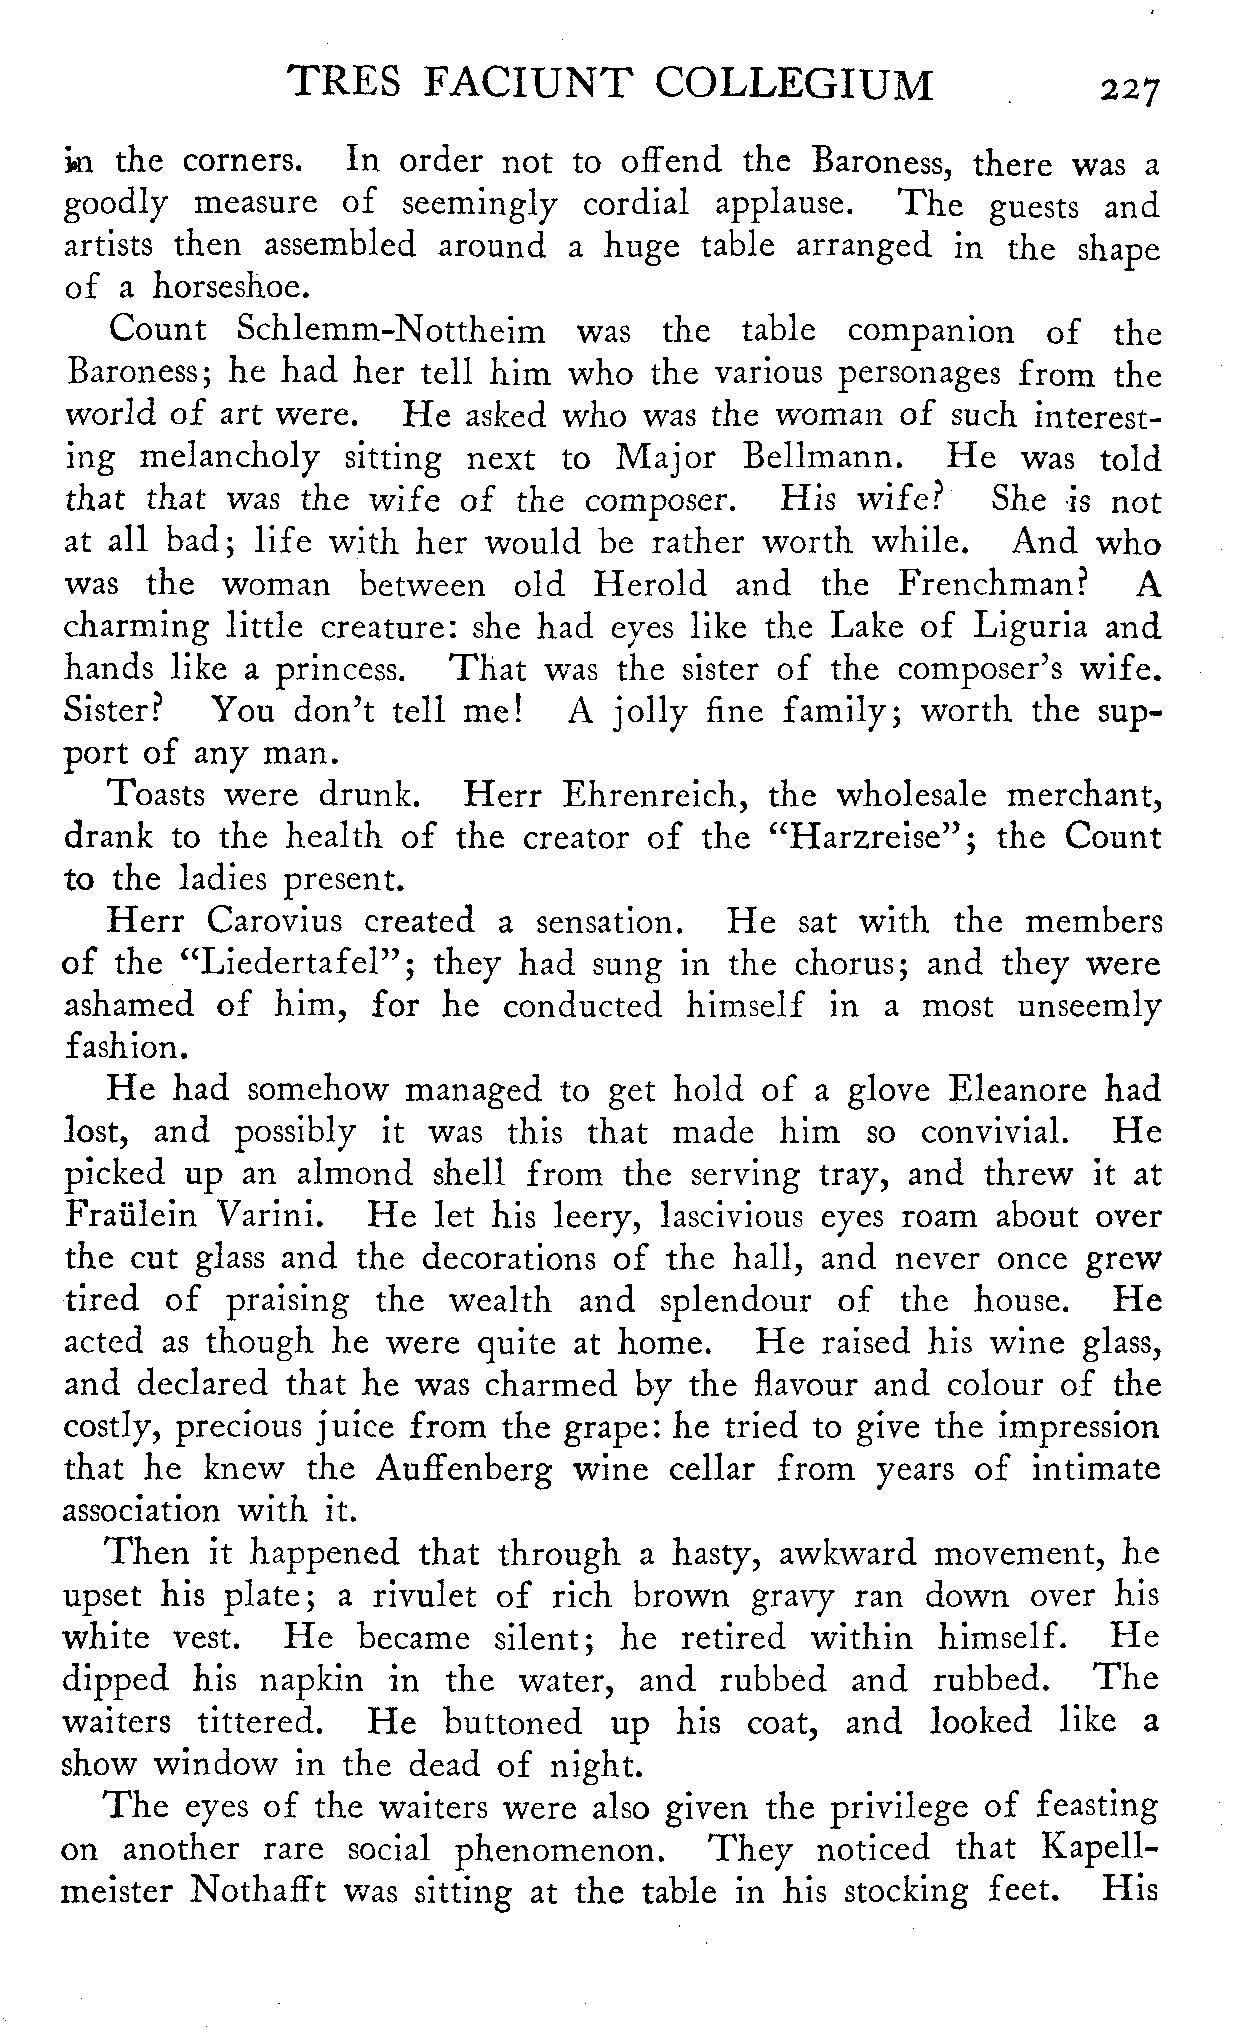 TRES FACIUNT COLLEGIUM 227
in the corners. In order not to offend the Baroness, there was a
goodly measure of seemingly cordial applause. The guests and
artists then assembled around a huge table arranged in the shape
of a horseshoe.
Count Schlemm-Nottheim was the table companion of the
Baroness; he had her tell him who the various personages from the
world of art were. He asked who was the woman of such interest-
ing melancholy sitting next to Major Bellmann. He was told
that that was the wife of the composer. His wife? She is not
at all bad; life with her would be rather worth while. And who
was the woman between old Herold and the Frenchman? A
charming little creature: she had eyes like the Lake of Liguria and
hands like a princess. That was the sister of the composer's wife.
Sister? You don't tell me! A jolly fine family; worth the sup-
port of any man.
Toasts were drunk. Herr Ehrenreich, the wholesale merchant,
drank to the health of the creator of the "Harzreise"; the Count
to the ladies present.
Herr Carovius created a sensation. He sat with the members
of the "Liedertafel"; they had sung in the chorus; and they were
ashamed of him, for he conducted himself in a most unseemly
fashion.
He had somehow managed to get hold of a glove Eleanore had
lost, and possibly it was this that made him so convivial. He
picked up an almond shell from the serving tray, and threw it at
Fraülein Varini. He let his leery, lascivious eyes roam about over
the cut glass and the decorations of the hall, and never once grew
tired of praising the wealth and splendour of the house. He
acted as though he were quite at home. He raised his wine glass,
and declared that he was charmed by the flavour and colour of the
costly, precious juice from the grape: he tried to give the impression
that he knew the Auffenberg wine cellar from years of intimate
association with it.
Then it happened that through a hasty, awkward movement, he
upset his plate; a rivulet of rich brown gravy ran down over his
white vest. He became silent; he retired within himself. He
dipped his napkin in the water, and rubbed and rubbed. The
waiters tittered. He buttoned up his coat, and looked like a
show window in the dead of night.
The eyes of the waiters were also given the privilege of feasting
on another rare social phenomenon. They noticed that Kapell-
meister Nothafft was sitting at the table in his stocking feet. His